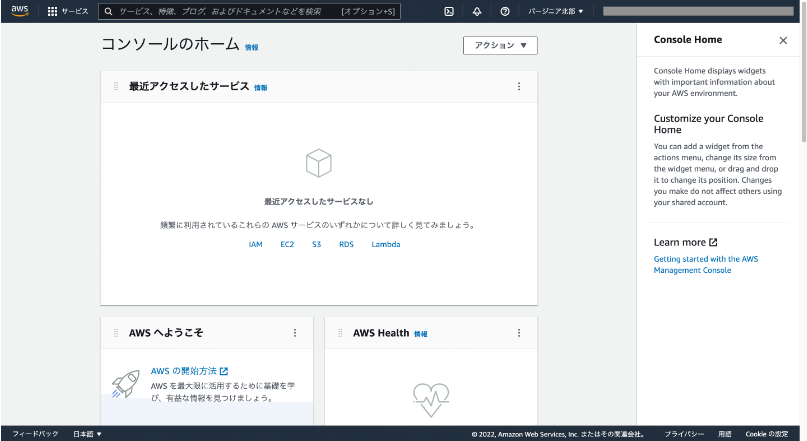 aws
サービス
サービス、特徴、ブログ、およびドキュメントなどを検索
[オプション+S]
バージニア北部 ▼
コンソールのホーム 情報
アクション ▼
最近アクセスしたサービス 情報
最近アクセスしたサービスなし
頻繁に利用されているこれらの AWS サービスのいずれかについて詳しく見てみましょう。
IAM EC2 S3 RDS Lambda
AWS へようこそ
AWS の開始方法
AWS を最大限に活用するために基礎を学
び、有益な情報を見つけましょう。
AWS Health 情報
Console Home
Console Home displays widgets
with important information about
your AWS environment.
Customize your Console
Home
You can add a widget from the
actions menu, change its size from
the widget menu, or drag and drop
it to change its position. Changes
you make do not affect others using
your shared account.
Learn more
Getting started with the AWS
Management Console
フィードバック 日本語 ▼
© 2022, Amazon Web Services, Inc. またはその関連会社。 プライバシー 用語 Cookie の設定